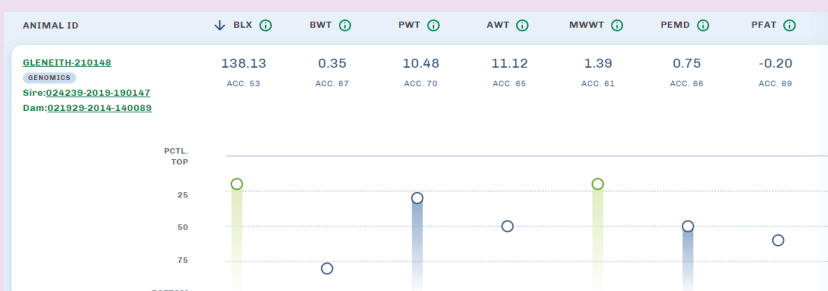 ANIMAL ID BLX BWT PWT AWT MWWT PEMD PFAT
GLENEITH-210148 138.13 0.35 10.48 11.12 1.39 0.75 -0.20
GENOMICS ACC. 53 ACC. 67 ACC. 70 ACC. 65 ACC. 61 ACC. 66 ACC. 69
Sire:024239-2019-190147
Dam:021929-2014-140089
PCTL.
TOP
25
50
75